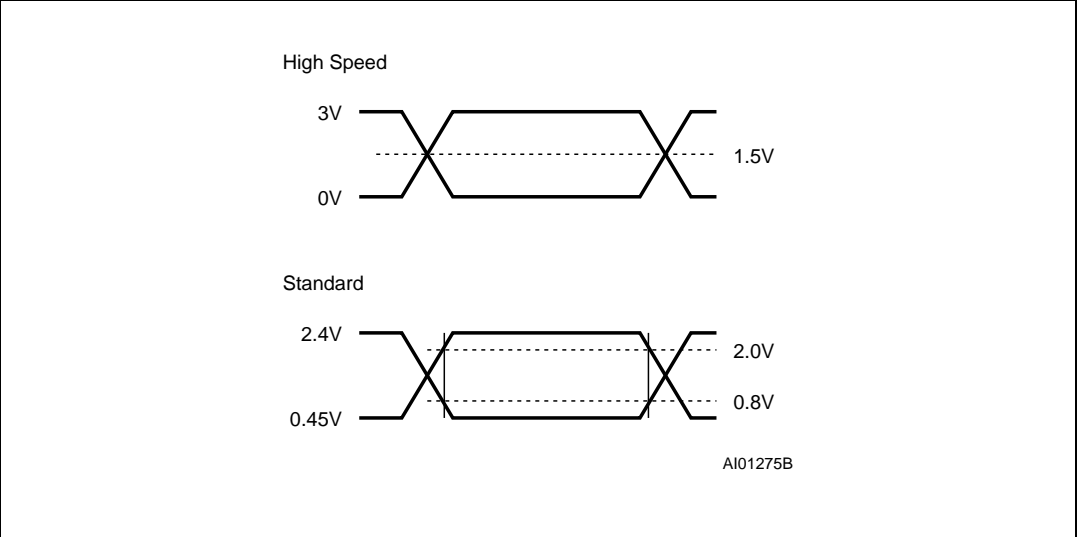 High Speed
3V
1.5V
0V
Standard
2.4V
2.0V
0.8V
0.45V
AI01275B